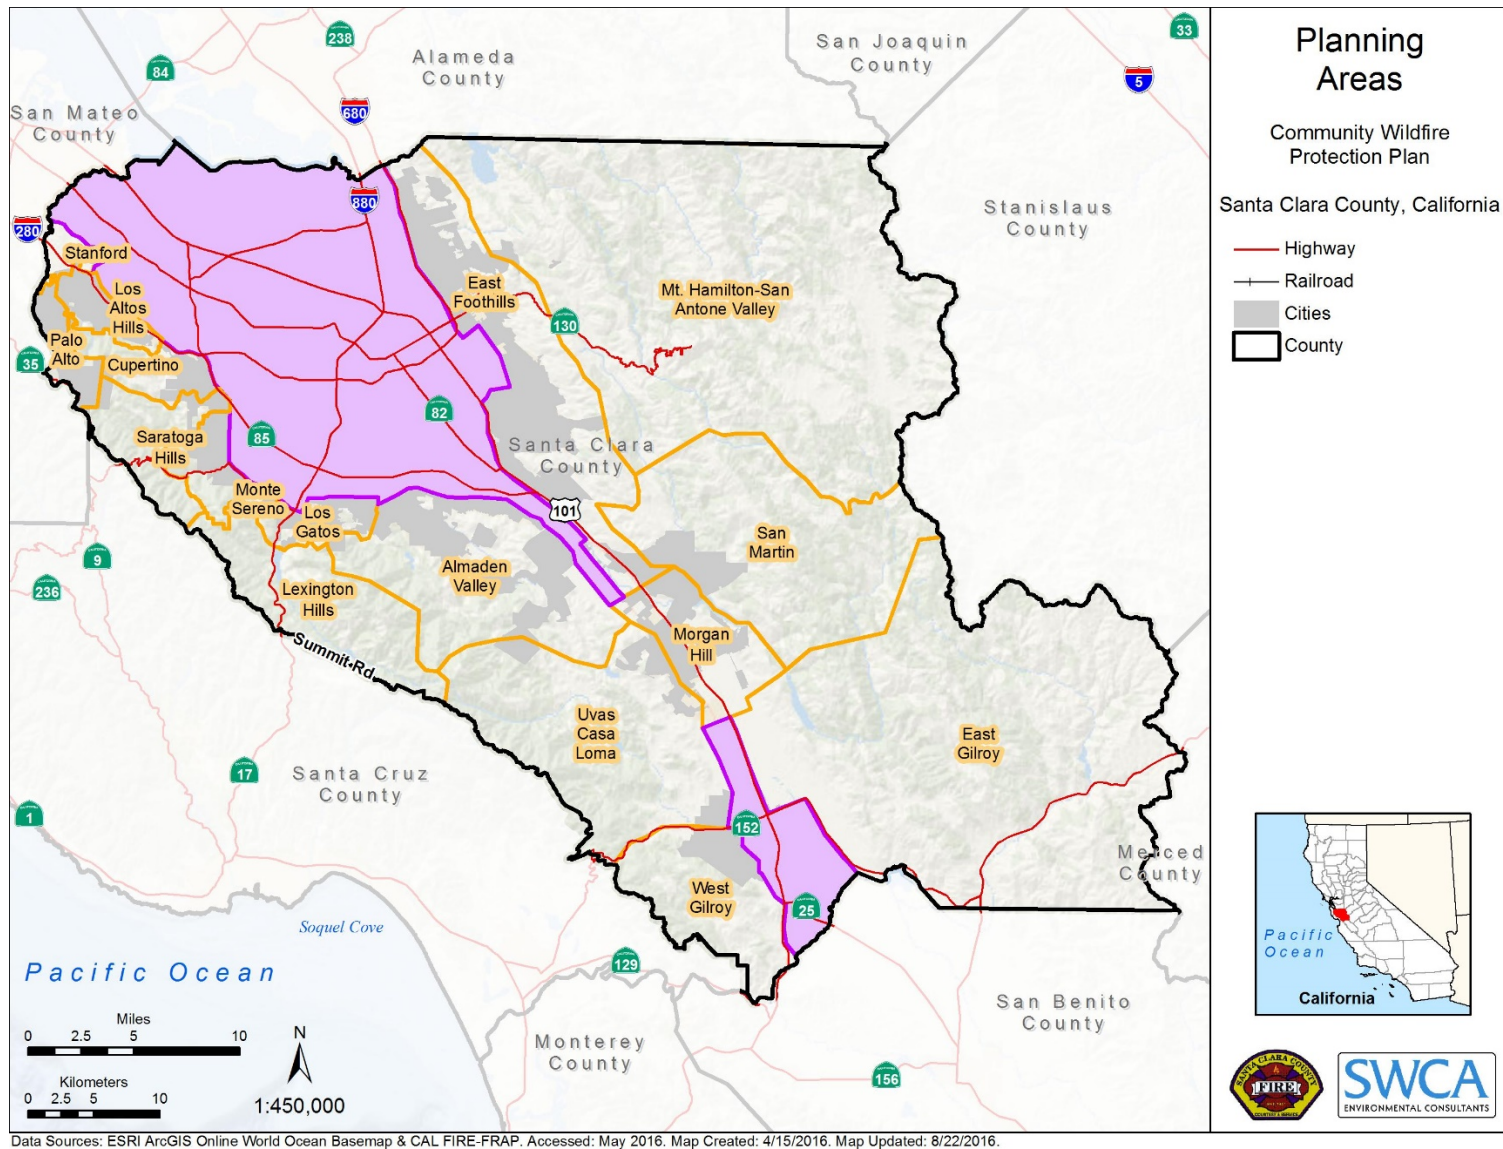 Planning
Areas
Community Wildfire
Protection Plan
Santa Clara County, California
Highway
Railroad
Cities
County
238
84
33
5
680
880
280
Alameda
County
San Joaquin
County
San Mateo
County
Stanislaus
County
Stanford
Los
Altos
Hills
Palo
Alto
35
Cupertino
East
Foothills
130
Mt. Hamilton-San
Antone Valley
82
85
Saratoga
Hills
Santa Clara
County
Monte
Sereno
Los
Gatos
101
San
Martin
9
236
Almaden
Valley
Lexington
Hills
Summit Rd
Morgan
Hill
Uvas
Casa
Loma
East
Gilroy
17
Santa Cruz
County
1
152
Merced
County
West
Gilroy
25
Soquel Cove
Pacific Ocean
129
San Benito
County
Monterey
County
156
Miles
0 2.5 5 10
Kilometers
0 2.5 5 10
N
1:450,000
Pacific
Ocean
California
SANTA CLARA COUNTY
FIRE
SWCA
ENVIRONMENTAL CONSULTANTS
Data Sources: ESRI ArcGIS Online World Ocean Basemap & CAL FIRE-FRAP. Accessed: May 2016. Map Created: 4/15/2016. Map Updated: 8/22/2016.